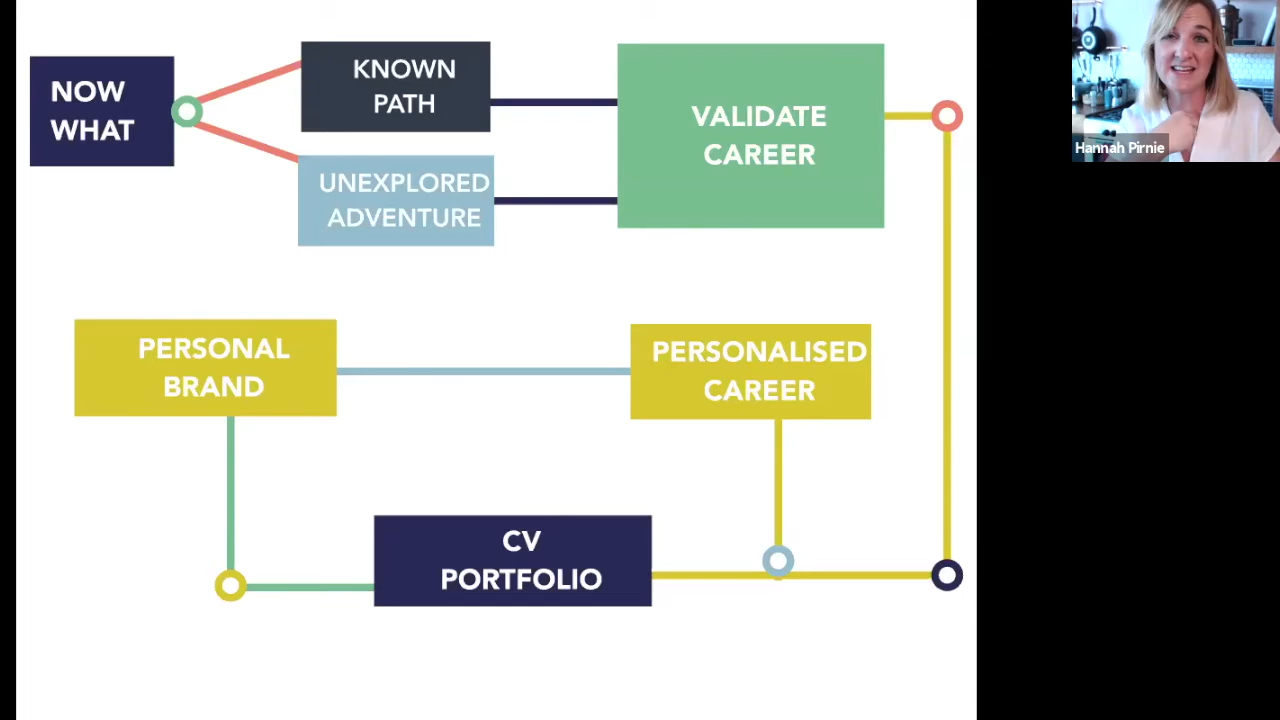 NOW
WHAT
KNOWN
PATH
UNEXPLORED
ADVENTURE
VALIDATE
CAREER
Hannah Pirnie
PERSONAL
BRAND
PERSONALISED
CAREER
CV
PORTFOLIO